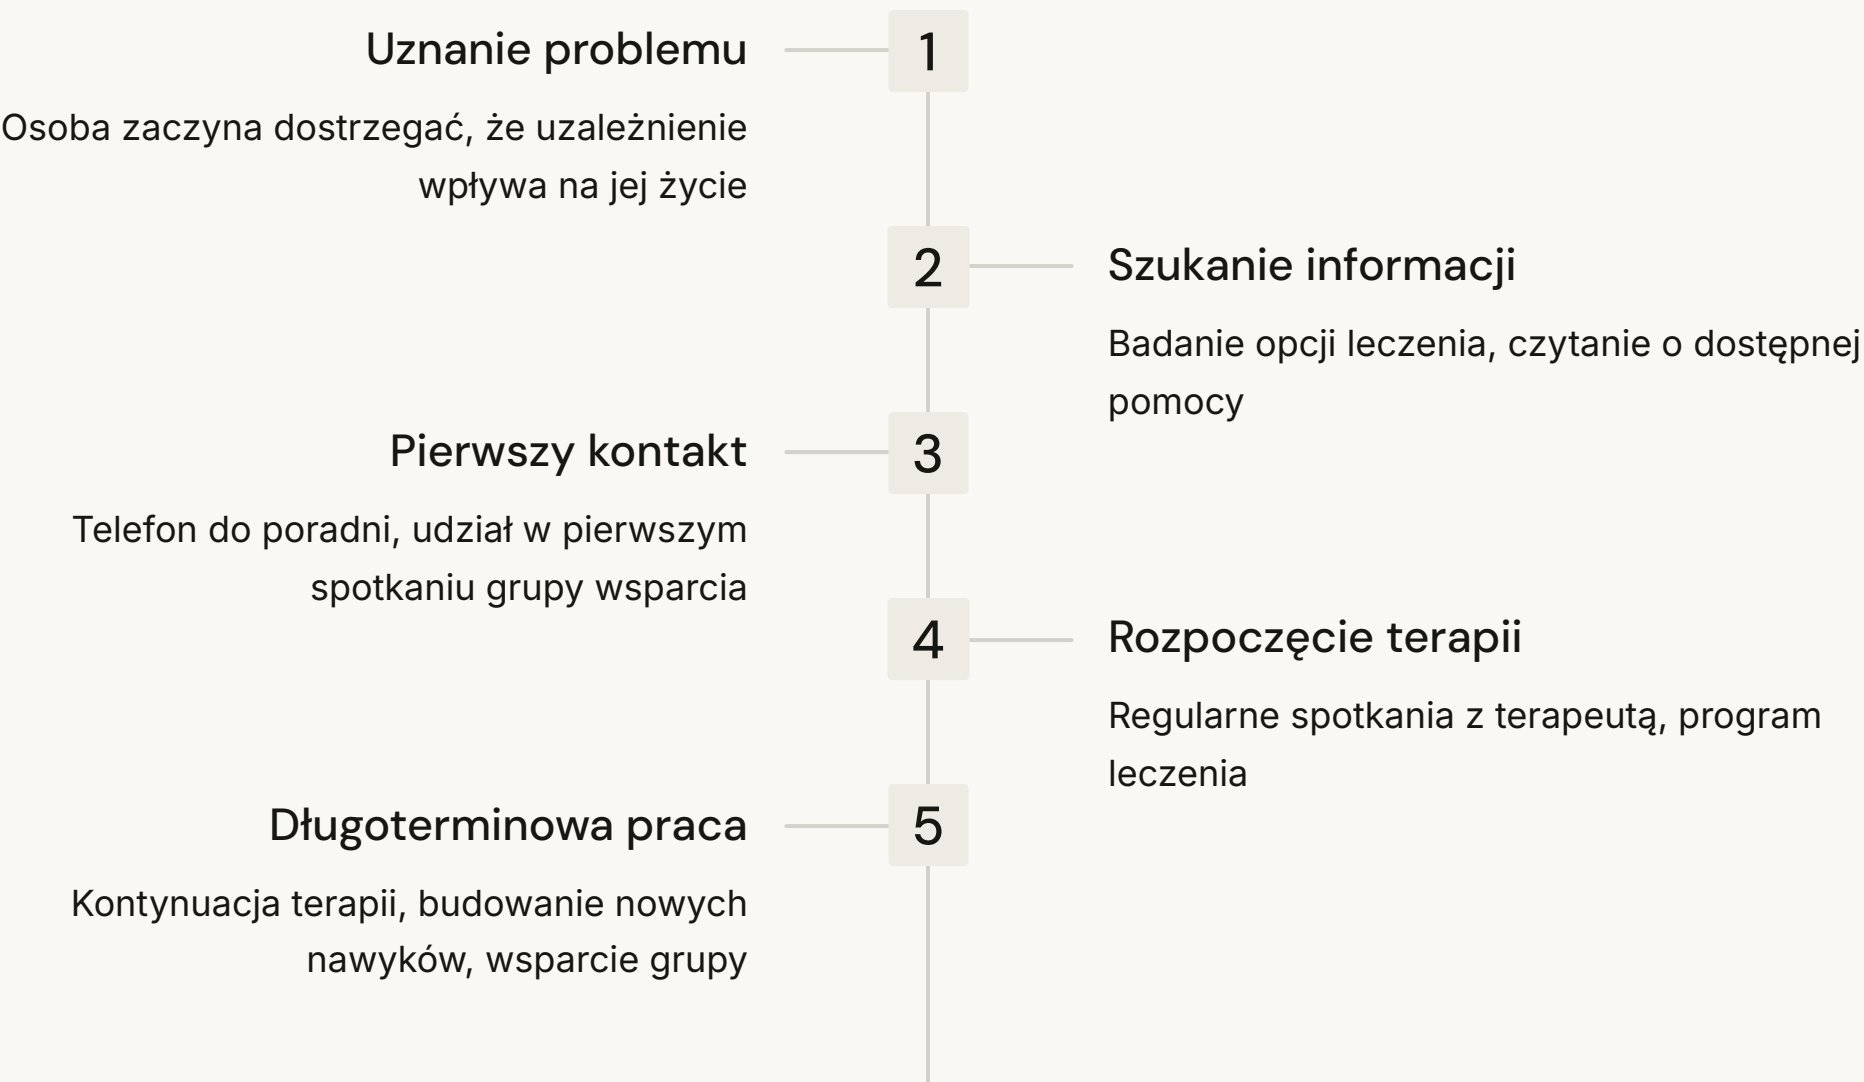 Uznanie problemu
1
Osoba zaczyna dostrzegać, że uzależnienie
wpływa na jej życie
2
Szukanie informacji
Badanie opcji leczenia, czytanie o dostępnej
pomocy
Pierwszy kontakt
3
Telefon do poradni, udział w pierwszym
spotkaniu grupy wsparcia
4
Rozpoczęcie terapii
Regularne spotkania z terapeutą, program
leczenia
Długoterminowa praca
5
Kontynuacja terapii, budowanie nowych
nawyków, wsparcie grupy